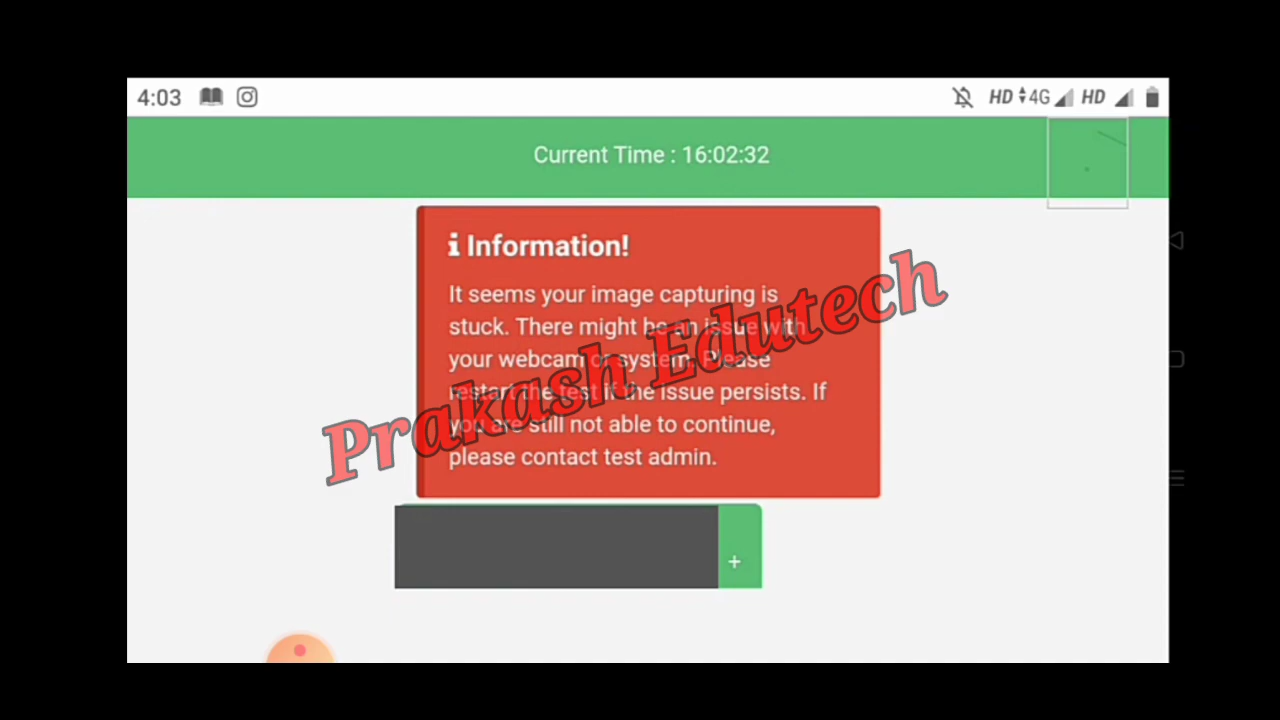 4:03 HD 4G HD
Current Time : 16:02:32
i Information!
It seems your image capturing is
stuck. There might be an issue with
your webcam or system. Please
restart the test if the issue persists. If
you are still not able to continue,
please contact test admin.
Prakash Edutech
+